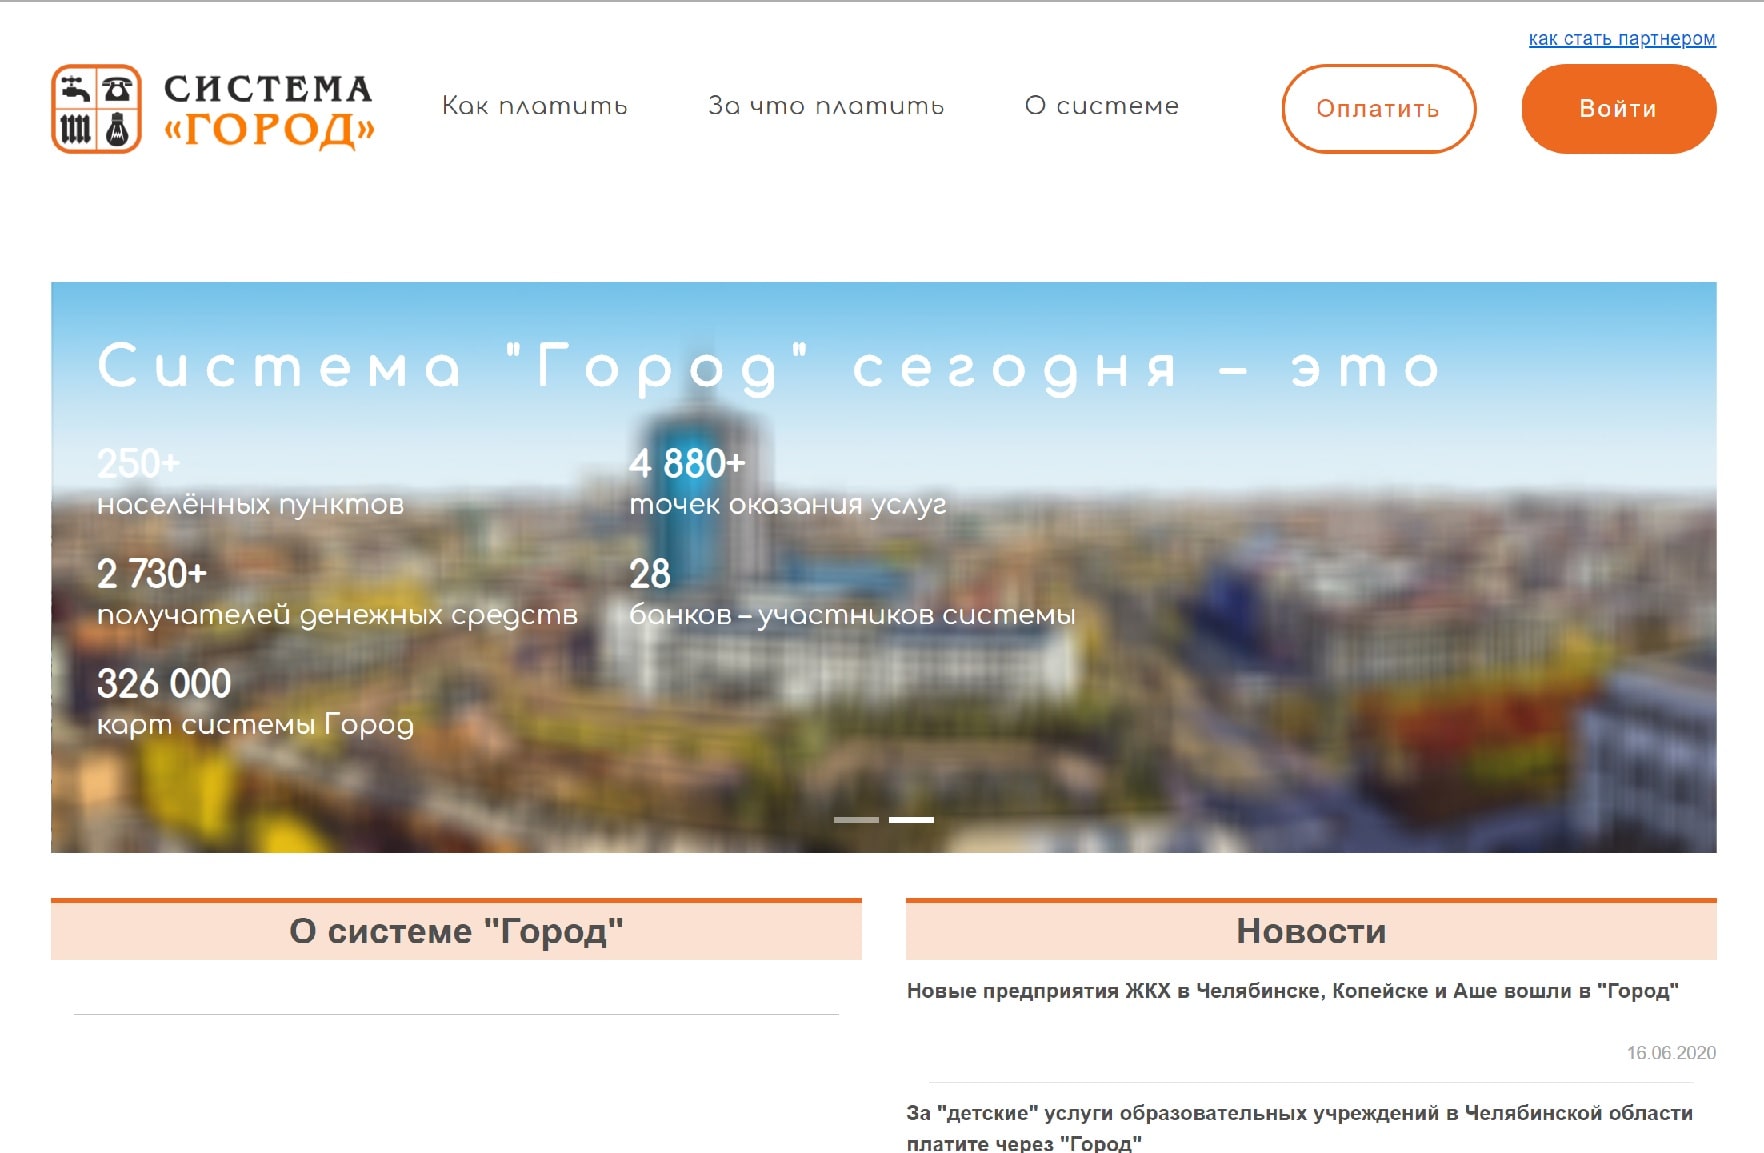 как стать партнером
СИСТЕМА
«ГОРОД»
Как платить
За что платить
О системе
Оплатить
Войти
Система "Город" сегодня – это
250+
населённых пунктов
4 880+
точек оказания услуг
2 730+
получателей денежных средств
28
банков – участников системы
326 000
карт системы Город
О системе "Город"
Новости
Новые предприятия ЖКХ в Челябинске, Копейске и Аше вошли в "Город"
16.06.2020
За "детские" услуги образовательных учреждений в Челябинской области
платите через "Город"